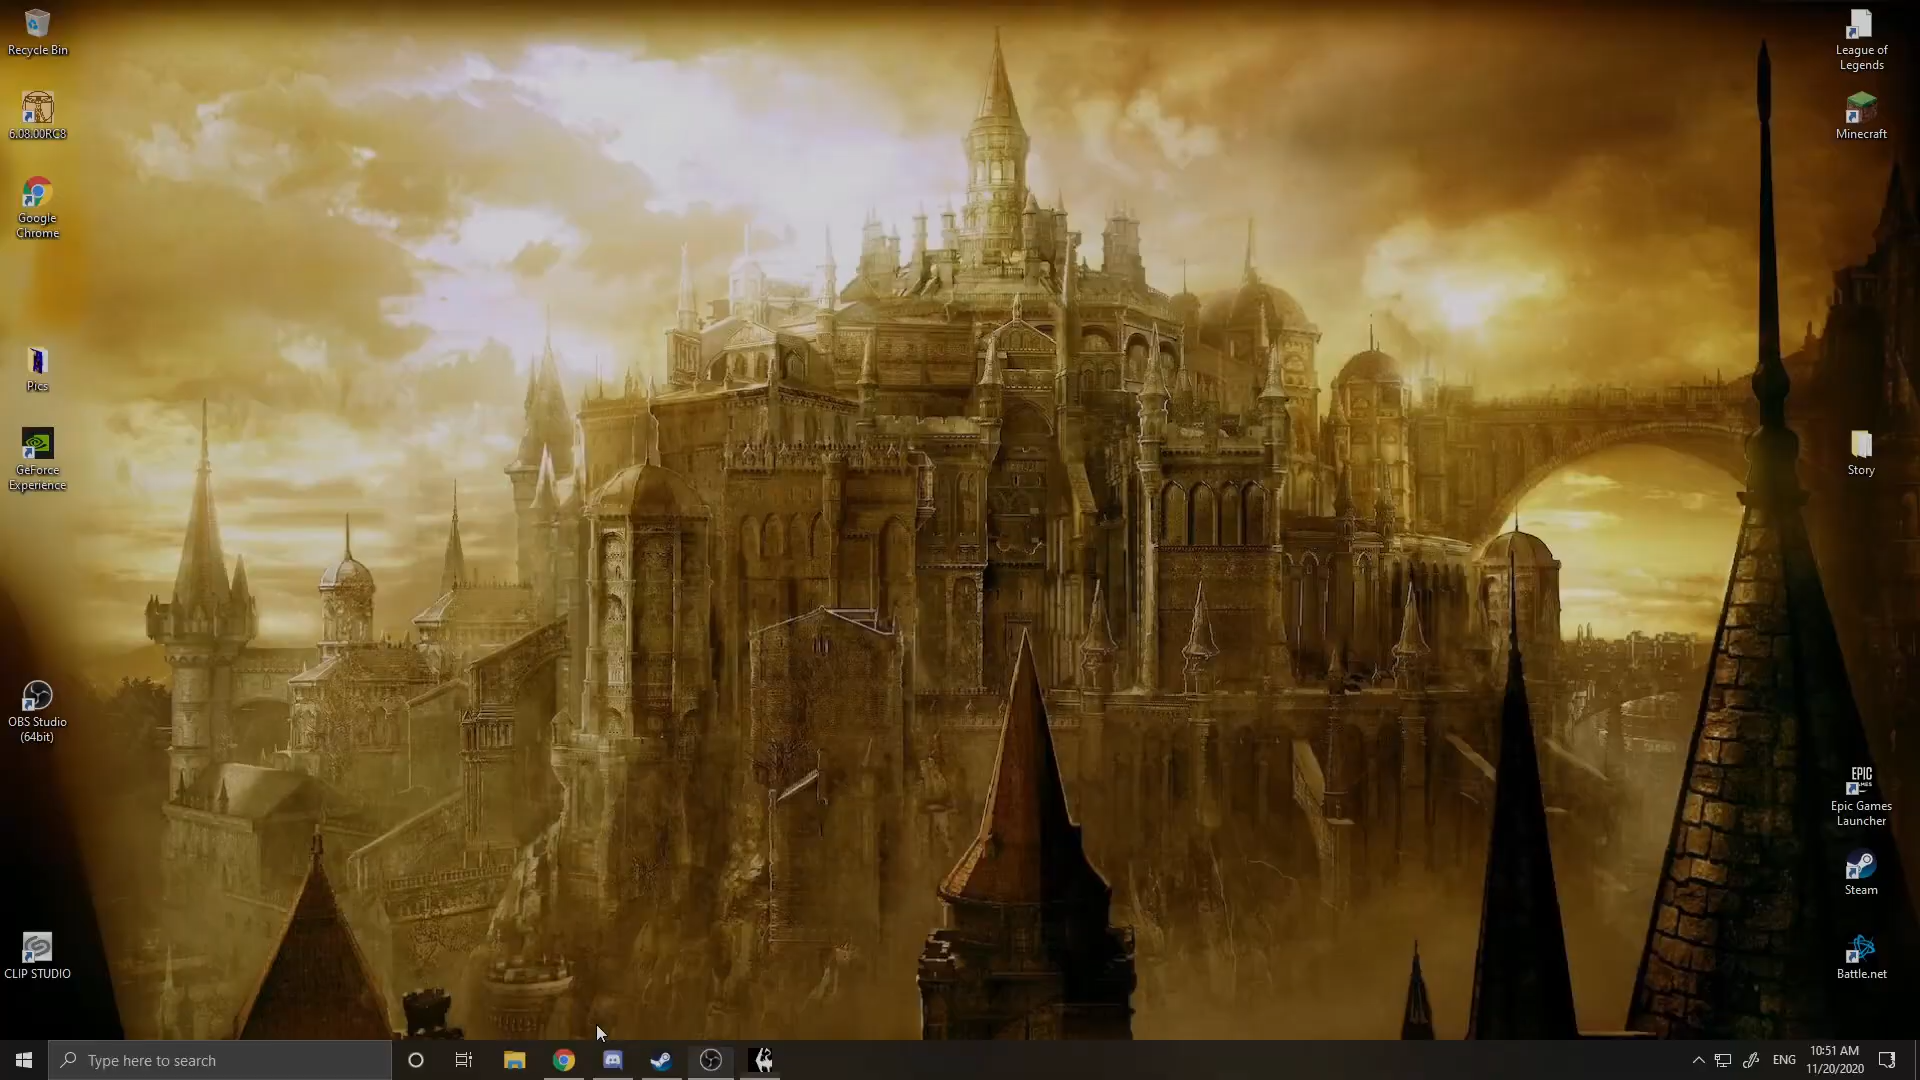 Recycle Bin
6.08.00RC8
Google
Chrome
Pics
GeForce
Experience
OBS Studio
(64bit)
CLIP STUDIO
League of
Legends
Minecraft
Story
EPIC
GAMES
Epic Games
Launcher
Steam
Battle.net
Type here to search
ENG
10:51 AM
11/20/2020